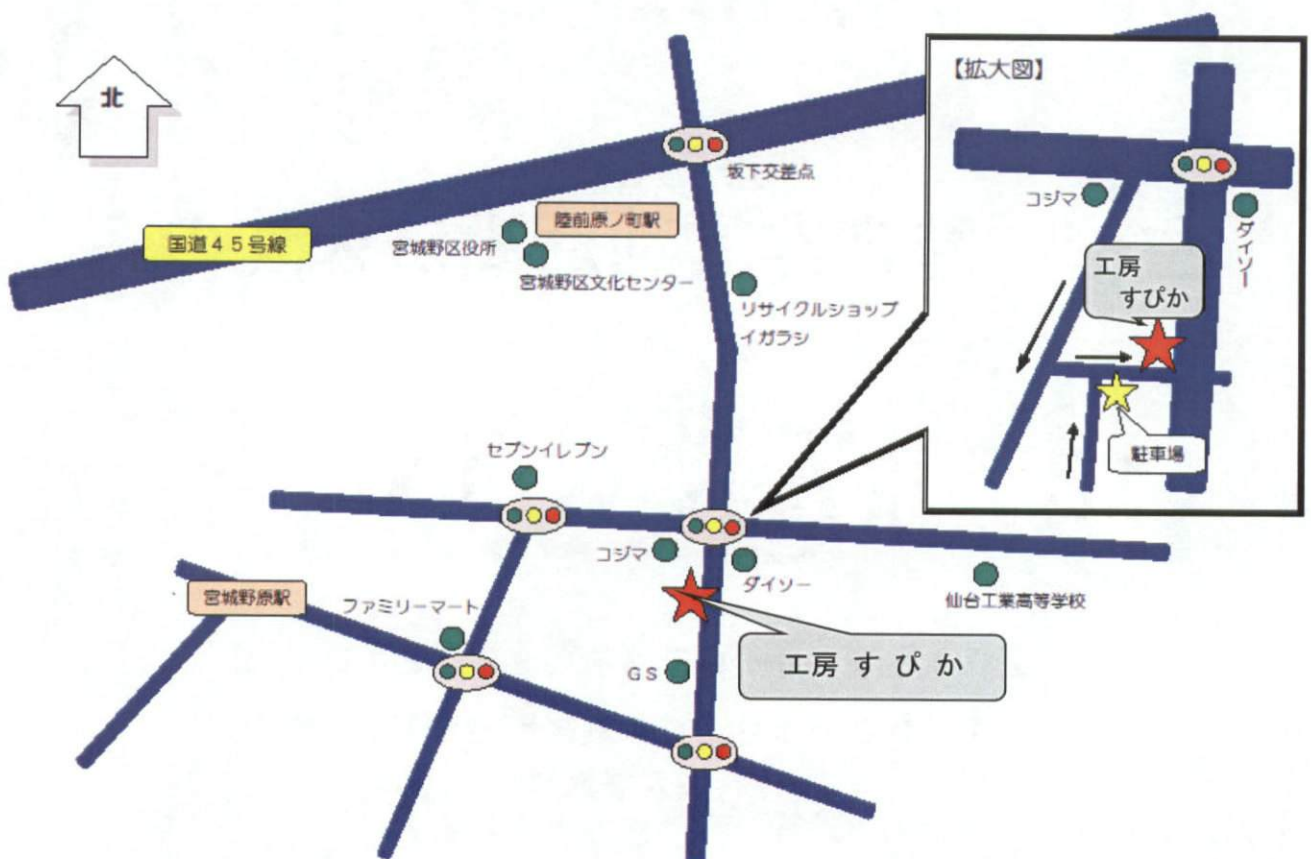 北
【拡大図】
坂下交差点
コジマ
ダイソー
陸前原ノ町駅
国道45号線
宮城野区役所
宮城野区文化センター
工房
すぴか
リサイクルショップ
イガラシ
駐車場
セブンイレブン
コジマ
ダイソー
仙台工業高等学校
宮城野原駅
ファミリーマート
工房 す ぴ か
GS